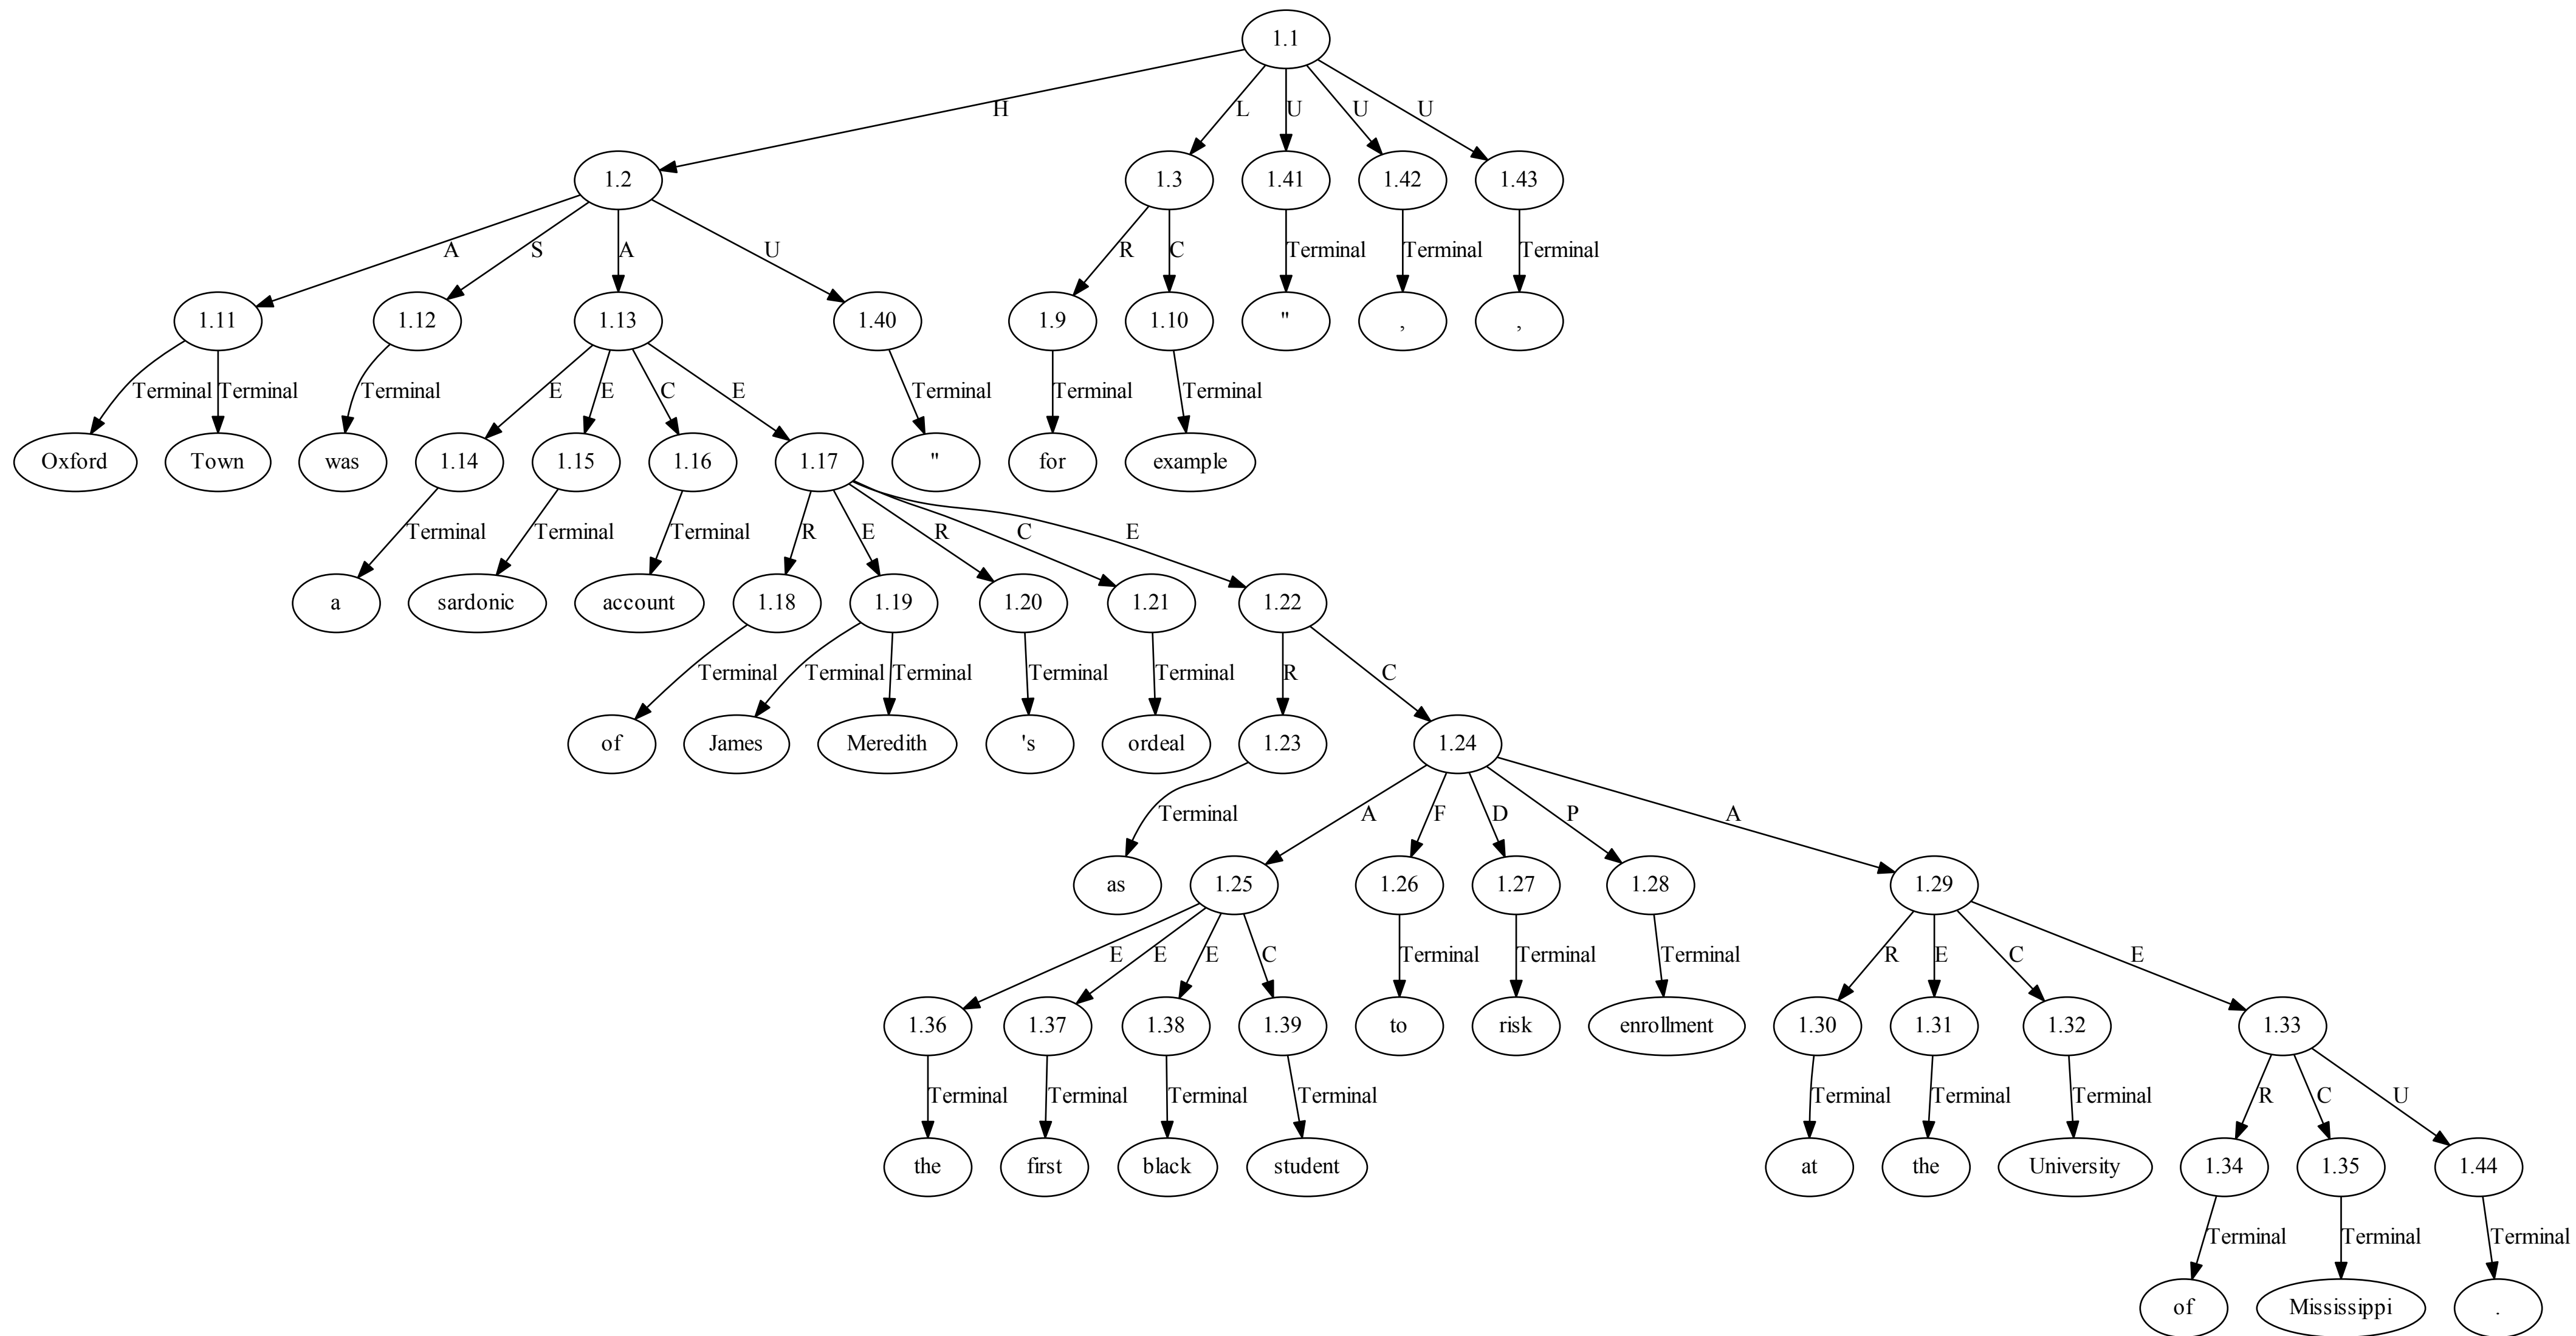 1.1
H L U U U
1.2 1.3 1.41 1.42 1.43
A S A U R C Terminal Terminal Terminal
1.11 1.12 1.13 1.40 1.9 1.10 " , ,
Terminal Terminal Terminal E E C E Terminal Terminal Terminal
Oxford Town was 1.14 1.15 1.16 1.17 " for example
Terminal Terminal Terminal R E R C E
a sardonic account 1.18 1.19 1.20 1.21 1.22
Terminal Terminal Terminal Terminal Terminal R C
of James Meredith 's ordeal 1.23 1.24
Terminal A F D P A
as 1.25 1.26 1.27 1.28 1.29
E E E C Terminal Terminal Terminal R E C E
1.36 1.37 1.38 1.39 to risk enrollment 1.30 1.31 1.32 1.33
Terminal Terminal Terminal Terminal Terminal Terminal Terminal R C U
the first black student at the University 1.34 1.35 1.44
Terminal Terminal Terminal
of Mississippi .